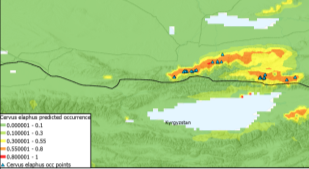 Kyrgyzstan
Cervus elaphus predicted occurrence
0.000001 - 0.1
0.100001 - 0.3
0.300001 - 0.55
0.550001 - 0.8
0.800001 - 1
Cervus elaphus occ points